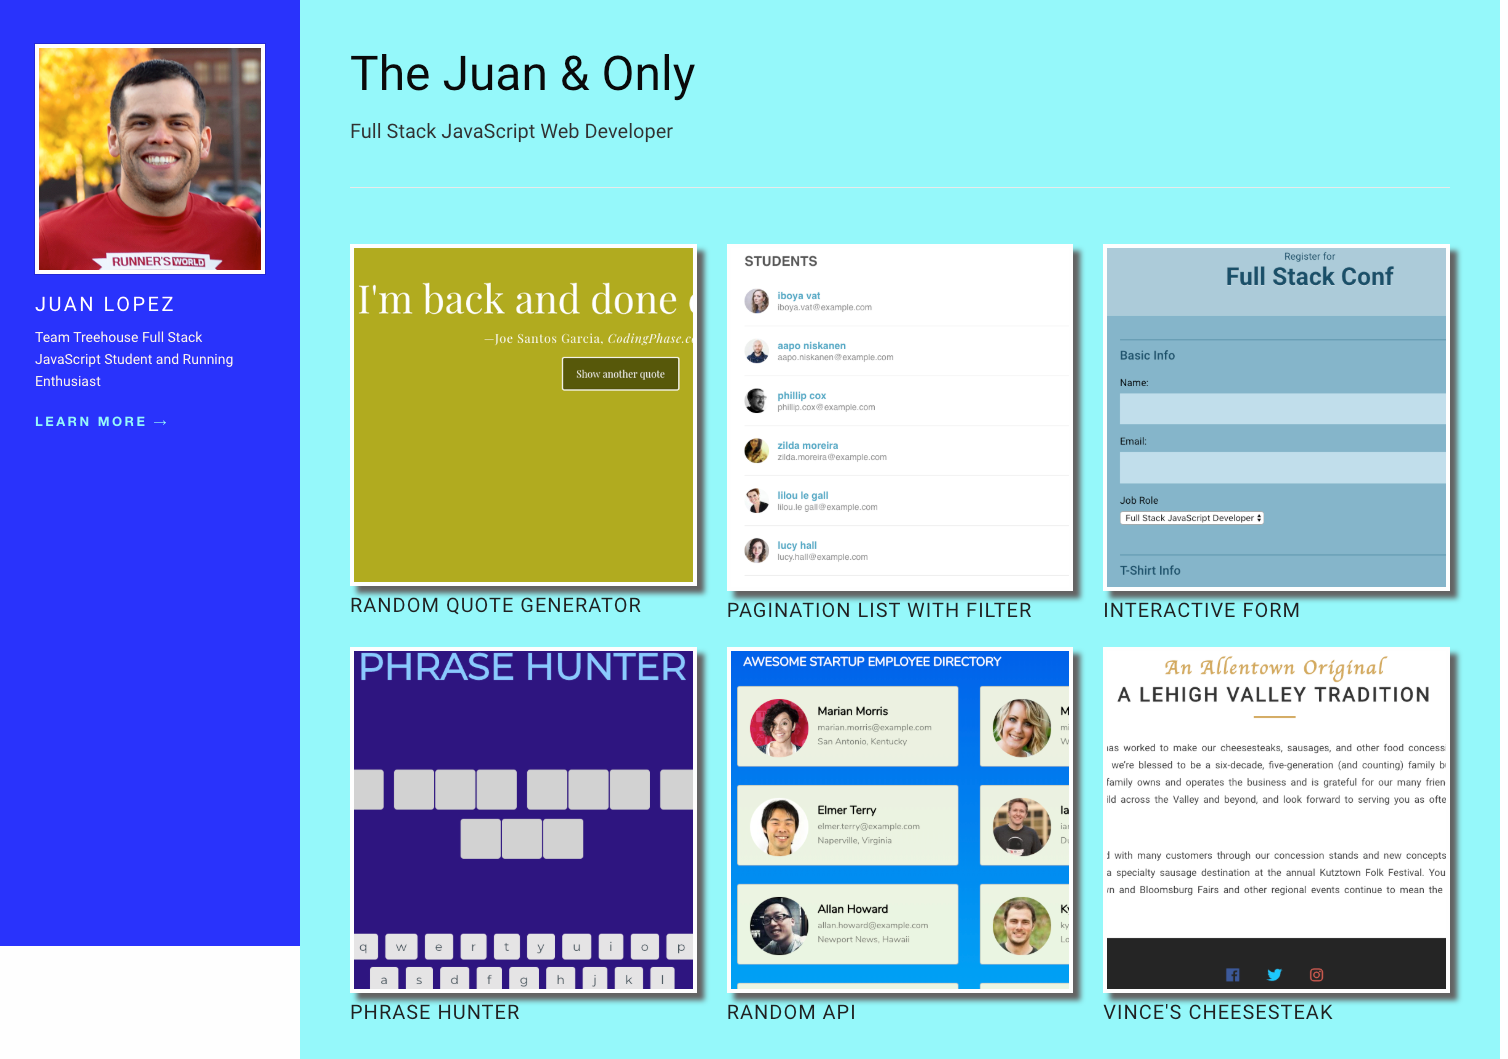 RUNNER'S WORLD
JUAN LOPEZ
Team Treehouse Full Stack
JavaScript Student and Running
Enthusiast
LEARN MORE →
The Juan & Only
Full Stack JavaScript Web Developer
I'm back and done
—Joe Santos Garcia, CodingPhase.c
Show another quote
RANDOM QUOTE GENERATOR
STUDENTS
iboya vat
iboya.vat@example.com
aapo niskanen
aapo.niskanen@example.com
phillip cox
phillip.cox@example.com
zilda moreira
zilda.moreira@example.com
lilou le gall
lilou.le gall@example.com
lucy hall
lucy.hall@example.com
PAGINATION LIST WITH FILTER
Register for
Full Stack Conf
Basic Info
Name:
Email:
Job Role
Full Stack JavaScript Developer
T-Shirt Info
INTERACTIVE FORM
PHRASE HUNTER
q w e r t y u i o p
a s d f g h j k l
PHRASE HUNTER
AWESOME STARTUP EMPLOYEE DIRECTORY
Marian Morris
marian.morris@example.com
San Antonio, Kentucky
Elmer Terry
elmer.terry@example.com
Naperville, Virginia
Allan Howard
allan.howard@example.com
Newport News, Hawaii
RANDOM API
An Allentown Original
A LEHIGH VALLEY TRADITION
has worked to make our cheesesteaks, sausages, and other food concess
we're blessed to be a six-decade, five-generation (and counting) family b
family owns and operates the business and is grateful for our many frien
ild across the Valley and beyond, and look forward to serving you as ofte
d with many customers through our concession stands and new concepts
a specialty sausage destination at the annual Kutztown Folk Festival. You
n and Bloomsburg Fairs and other regional events continue to mean the
VINCE'S CHEESESTEAK